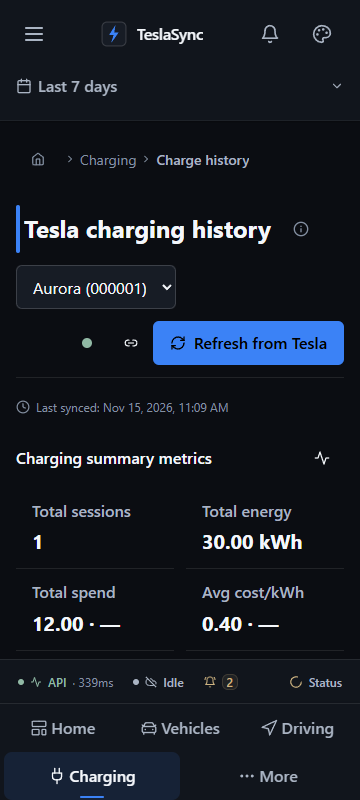 TeslaSync
Last 7 days
Charging
Charge history
Tesla charging history
Aurora (000001)
Refresh from Tesla
Last synced: Nov 15, 2026, 11:09 AM
Charging summary metrics
Total sessions
1
Total energy
30.00 kWh
Total spend
12.00 · —
Avg cost/kWh
0.40 · —
API · 339ms
Idle
2
Status
Home
Vehicles
Driving
Charging
More